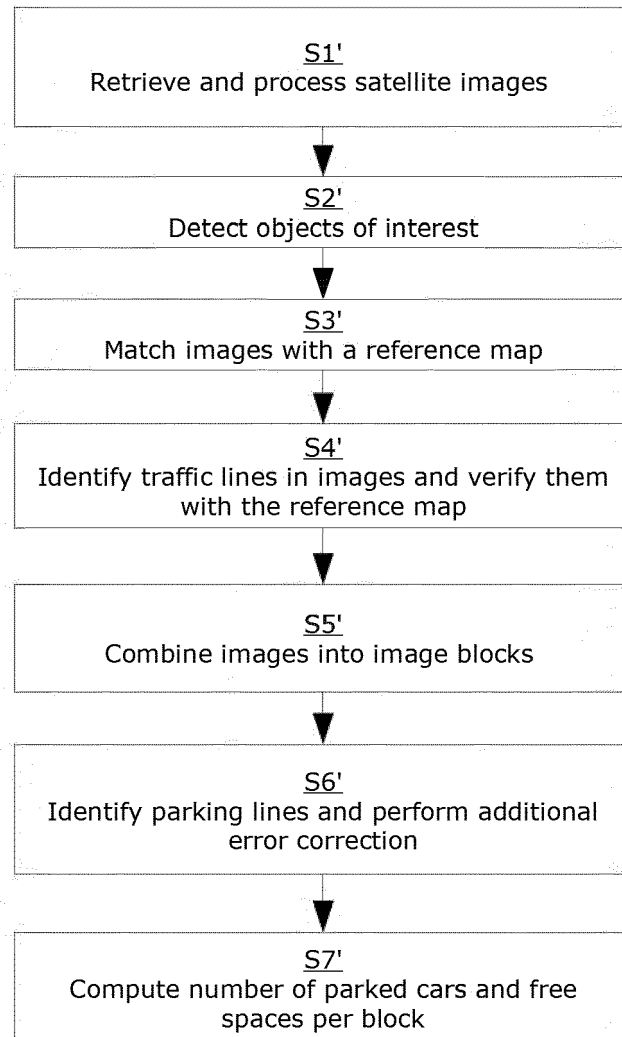 S1'
Retrieve and process satellite images
S2'
Detect objects of interest
S3'
Match images with a reference map
S4'
Identify traffic lines in images and verify them
with the reference map
S5'
Combine images into image blocks
S6'
Identify parking lines and perform additional
error correction
S7'
Compute number of parked cars and free
spaces per block